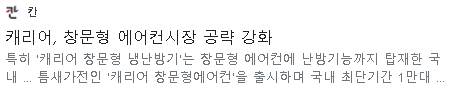 칸 칸
캐리어, 창문형 에어컨시장 공략 강화
특히 '캐리어 창문형 냉난방기'는 창문형 에어컨에 난방기능까지 탑재한 국
내 ... 틈새가전인 '캐리어 창문형에어컨'을 출시하며 국내 최단기간 1만대 ...